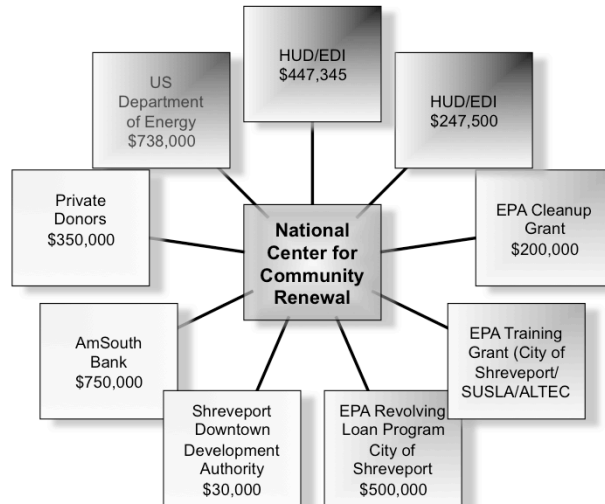 HUD/EDI
$447,345
US
Department
of Energy
$738,000
HUD/EDI
$247,500
Private
Donors
$350,000
National
Center for
Community
Renewal
EPA Cleanup
Grant
$200,000
AmSouth
Bank
$750,000
EPA Training
Grant (City of
Shreveport/
SUSLA/ALTEC
Shreveport
Downtown
Development
Authority
$30,000
EPA Revolving
Loan Program
City of
Shreveport
$500,000